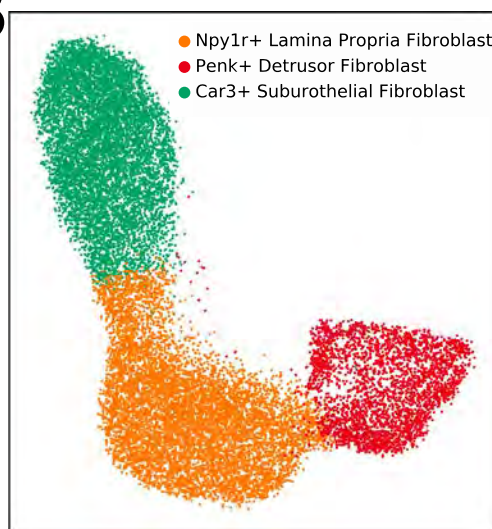 Npy1r+ Lamina Propria Fibroblast
Penk+ Detrusor Fibroblast
Car3+ Suburothelial Fibroblast